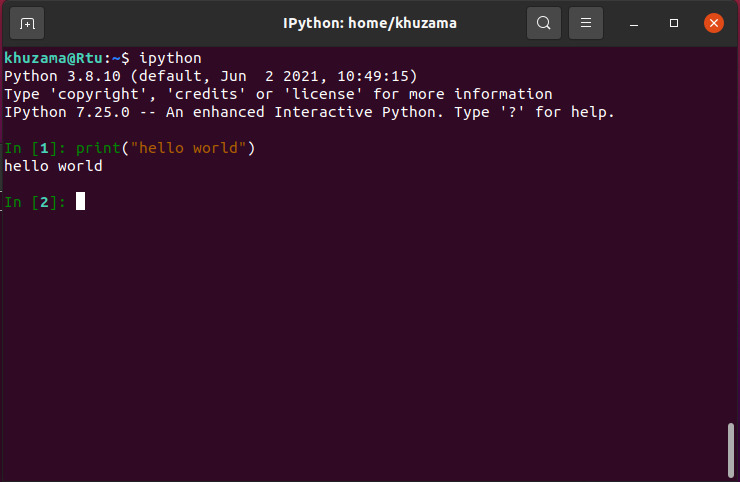 IPython: home/khuzama
khuzama@Rtu:~$ ipython
Python 3.8.10 (default, Jun  2 2021, 10:49:15)
Type 'copyright', 'credits' or 'license' for more information
IPython 7.25.0 -- An enhanced Interactive Python. Type '?' for help.
In [1]: print("hello world")
hello world
In [2]: